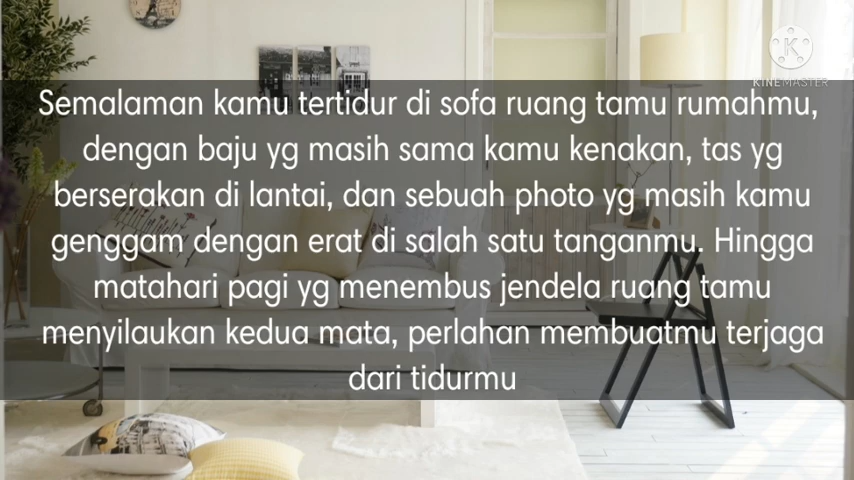 KINEMASTER
Semalaman kamu tertidur di sofa ruang tamu rumahmu,
dengan baju yg masih sama kamu kenakan, tas yg
berserakan di lantai, dan sebuah photo yg masih kamu
genggam dengan erat di salah satu tanganmu. Hingga
matahari pagi yg menembus jendela ruang tamu
menyilaukan kedua mata, perlahan membuatmu terjaga
dari tidurmu